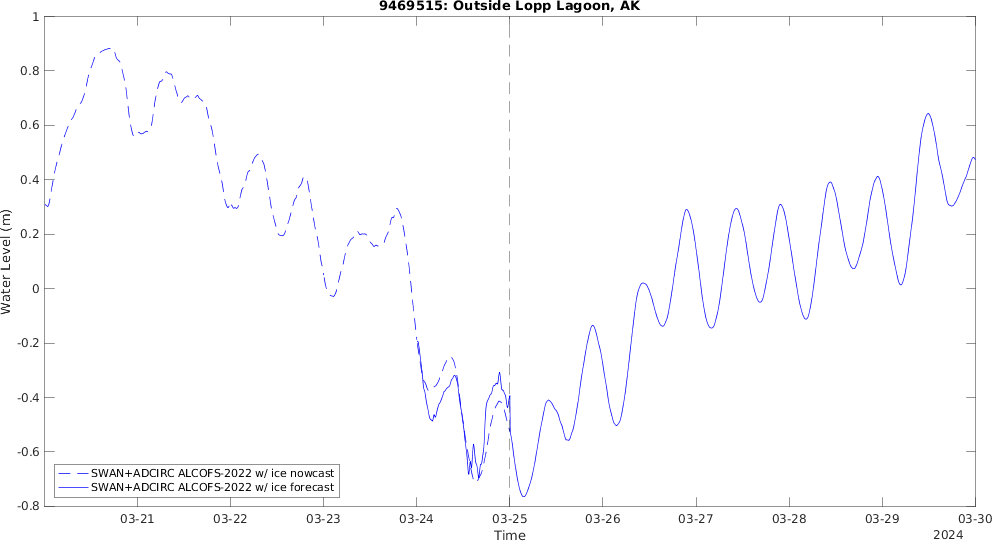 9469515: Outside Lopp Lagoon, AK
1
0.8
0.6
0.4
0.2
0
-0.2
-0.4
-0.6
-0.8
Water Level (m)
SWAN+ADCIRC ALCOFS-2022 w/ ice nowcast
SWAN+ADCIRC ALCOFS-2022 w/ ice forecast
03-21 03-22 03-23 03-24 03-25 03-26 03-27 03-28 03-29 03-30
Time
2024